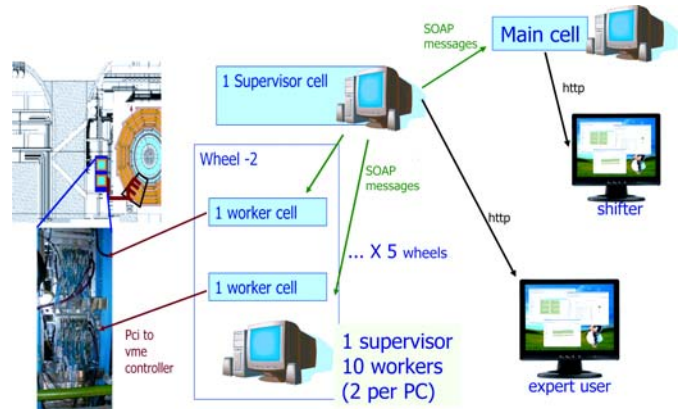 SOAP
messages
Main cell
1 Supervisor cell
http
Wheel -2
SOAP
messages
shifter
1 worker cell
http
... X 5 wheels
1 worker cell
Pci to
vme
controller
1 supervisor
10 workers
(2 per PC)
expert user